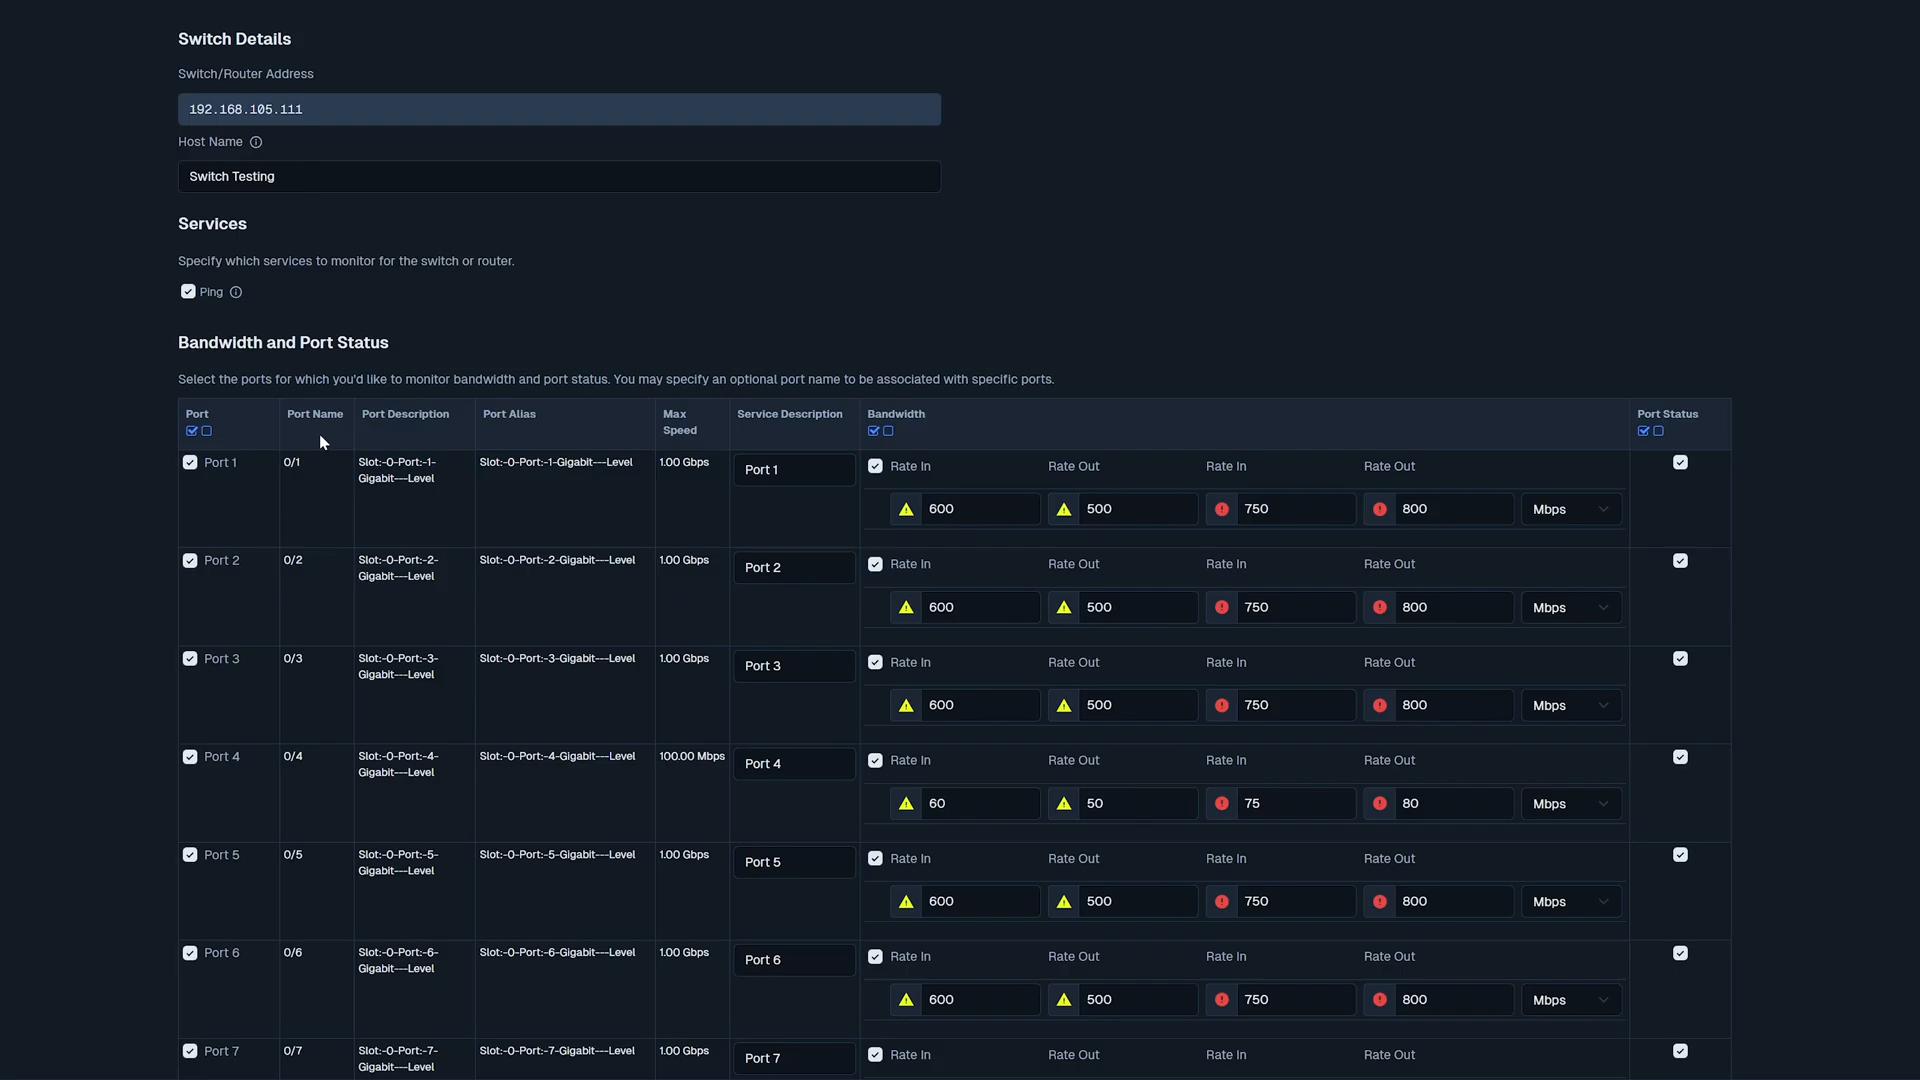 Switch Details
Switch/Router Address
192.168.105.111
Host Name
Switch Testing
Services
Specify which services to monitor for the switch or router.
Ping
Bandwidth and Port Status
Select the ports for which you'd like to monitor bandwidth and port status. You may specify an optional port name to be associated with specific ports.
Port Port Name Port Description Port Alias Max Speed Service Description Bandwidth Port Status
Port 1 0/1 Slot:-0-Port:-1-Gigabit---Level Slot:-0-Port:-1-Gigabit---Level 1.00 Gbps Port 1 Rate In Rate Out Rate In Rate Out
600 500 750 800 Mbps
Port 2 0/2 Slot:-0-Port:-2-Gigabit---Level Slot:-0-Port:-2-Gigabit---Level 1.00 Gbps Port 2 Rate In Rate Out Rate In Rate Out
600 500 750 800 Mbps
Port 3 0/3 Slot:-0-Port:-3-Gigabit---Level Slot:-0-Port:-3-Gigabit---Level 1.00 Gbps Port 3 Rate In Rate Out Rate In Rate Out
600 500 750 800 Mbps
Port 4 0/4 Slot:-0-Port:-4-Gigabit---Level Slot:-0-Port:-4-Gigabit---Level 100.00 Mbps Port 4 Rate In Rate Out Rate In Rate Out
60 50 75 80 Mbps
Port 5 0/5 Slot:-0-Port:-5-Gigabit---Level Slot:-0-Port:-5-Gigabit---Level 1.00 Gbps Port 5 Rate In Rate Out Rate In Rate Out
600 500 750 800 Mbps
Port 6 0/6 Slot:-0-Port:-6-Gigabit---Level Slot:-0-Port:-6-Gigabit---Level 1.00 Gbps Port 6 Rate In Rate Out Rate In Rate Out
600 500 750 800 Mbps
Port 7 0/7 Slot:-0-Port:-7-Gigabit---Level Slot:-0-Port:-7-Gigabit---Level 1.00 Gbps Port 7 Rate In Rate Out Rate In Rate Out